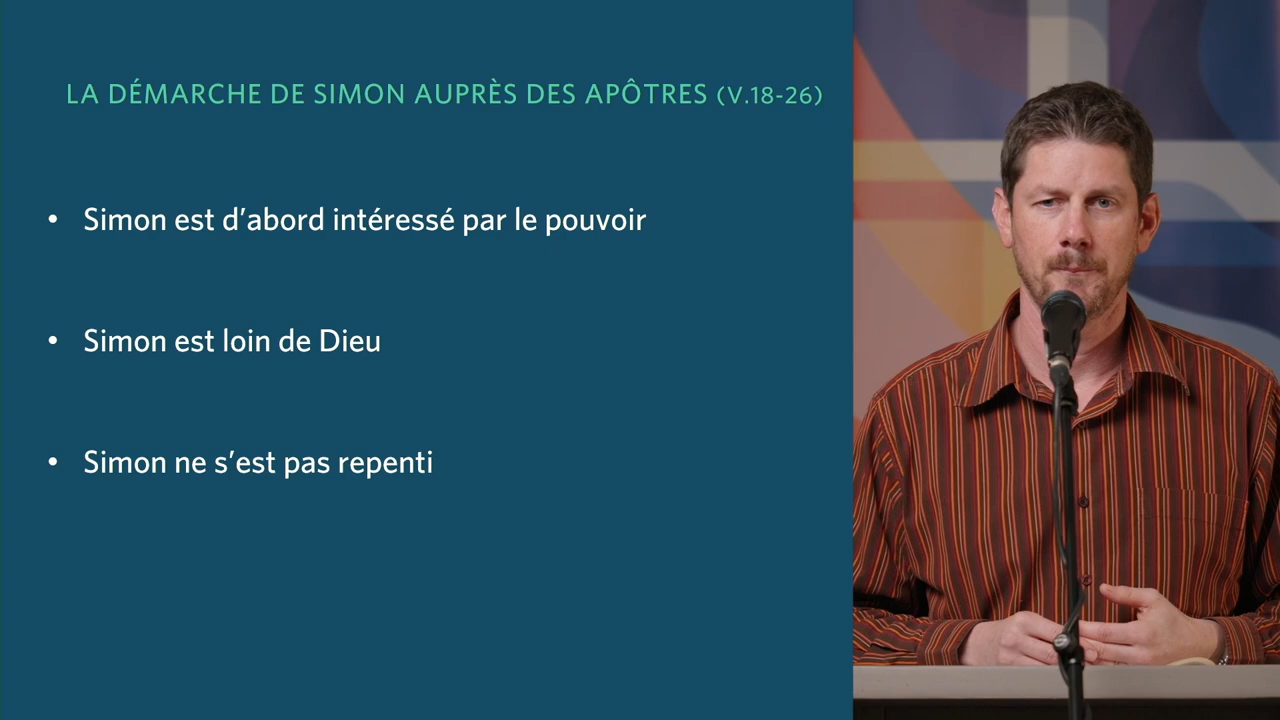 LA DÉMARCHE DE SIMON AUPRÈS DES APÔTRES (V.18-26)
• Simon est d’abord intéressé par le pouvoir
• Simon est loin de Dieu
• Simon ne s’est pas repenti